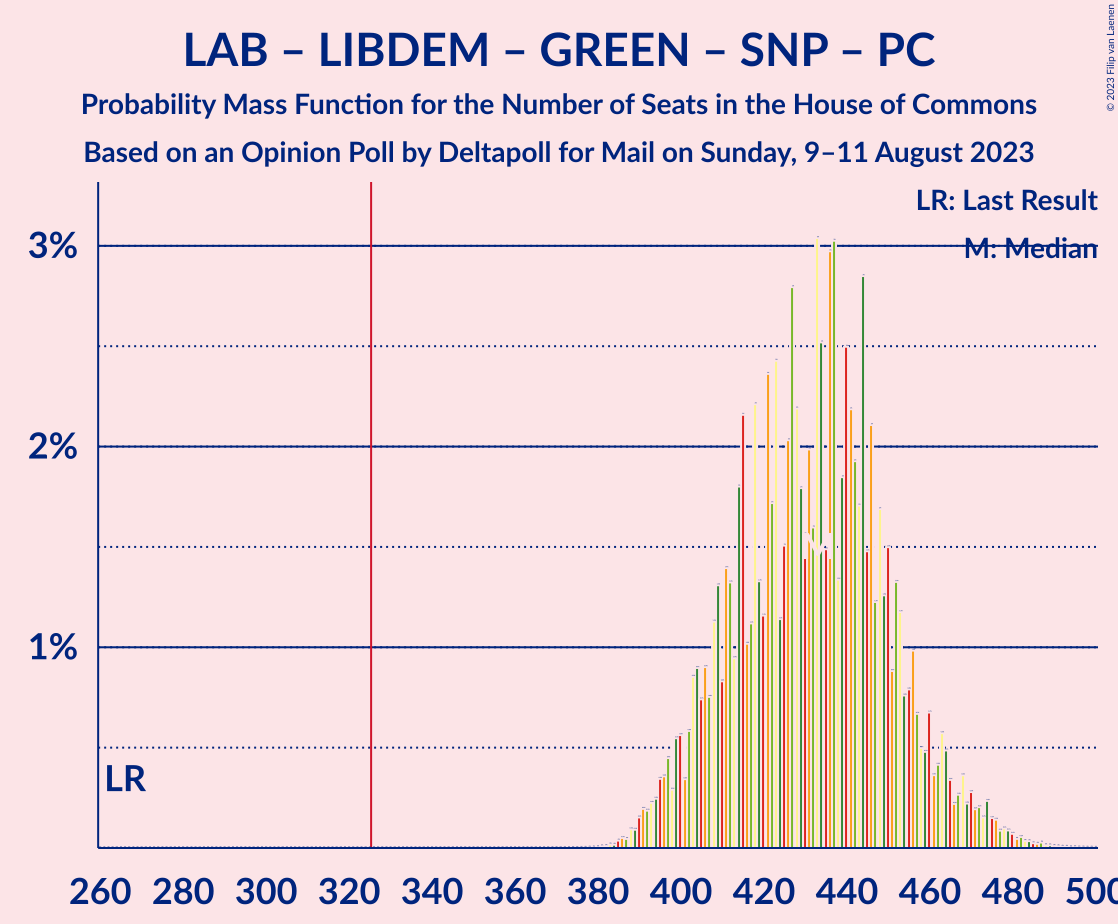 LAB – LIBDEM – GREEN – SNP – PC
Probability Mass Function for the Number of Seats in the House of Commons
Based on an Opinion Poll by Deltapoll for Mail on Sunday, 9–11 August 2023
© 2023 Filip van Laenen
LR: Last Result
M: Median
3%
2%
1%
LR
M
260 280 300 320 340 360 380 400 420 440 460 480 500